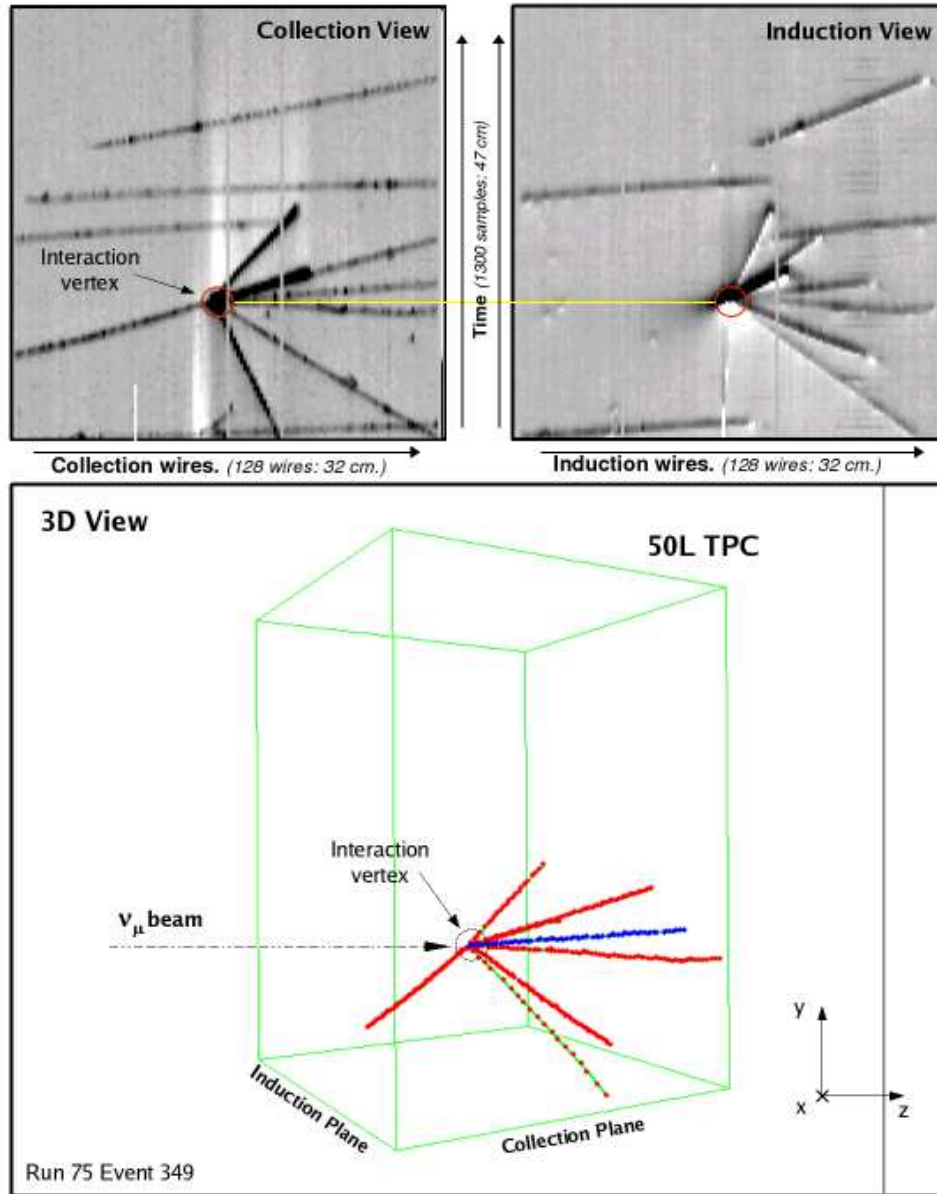 Collection View
Interaction
vertex
Time (1300 samples: 47 cm)
Induction View
Collection wires. (128 wires: 32 cm.)
Induction wires. (128 wires: 32 cm.)
3D View
50L TPC
Interaction
vertex
νμ beam
y
x
z
Induction Plane
Collection Plane
Run 75 Event 349